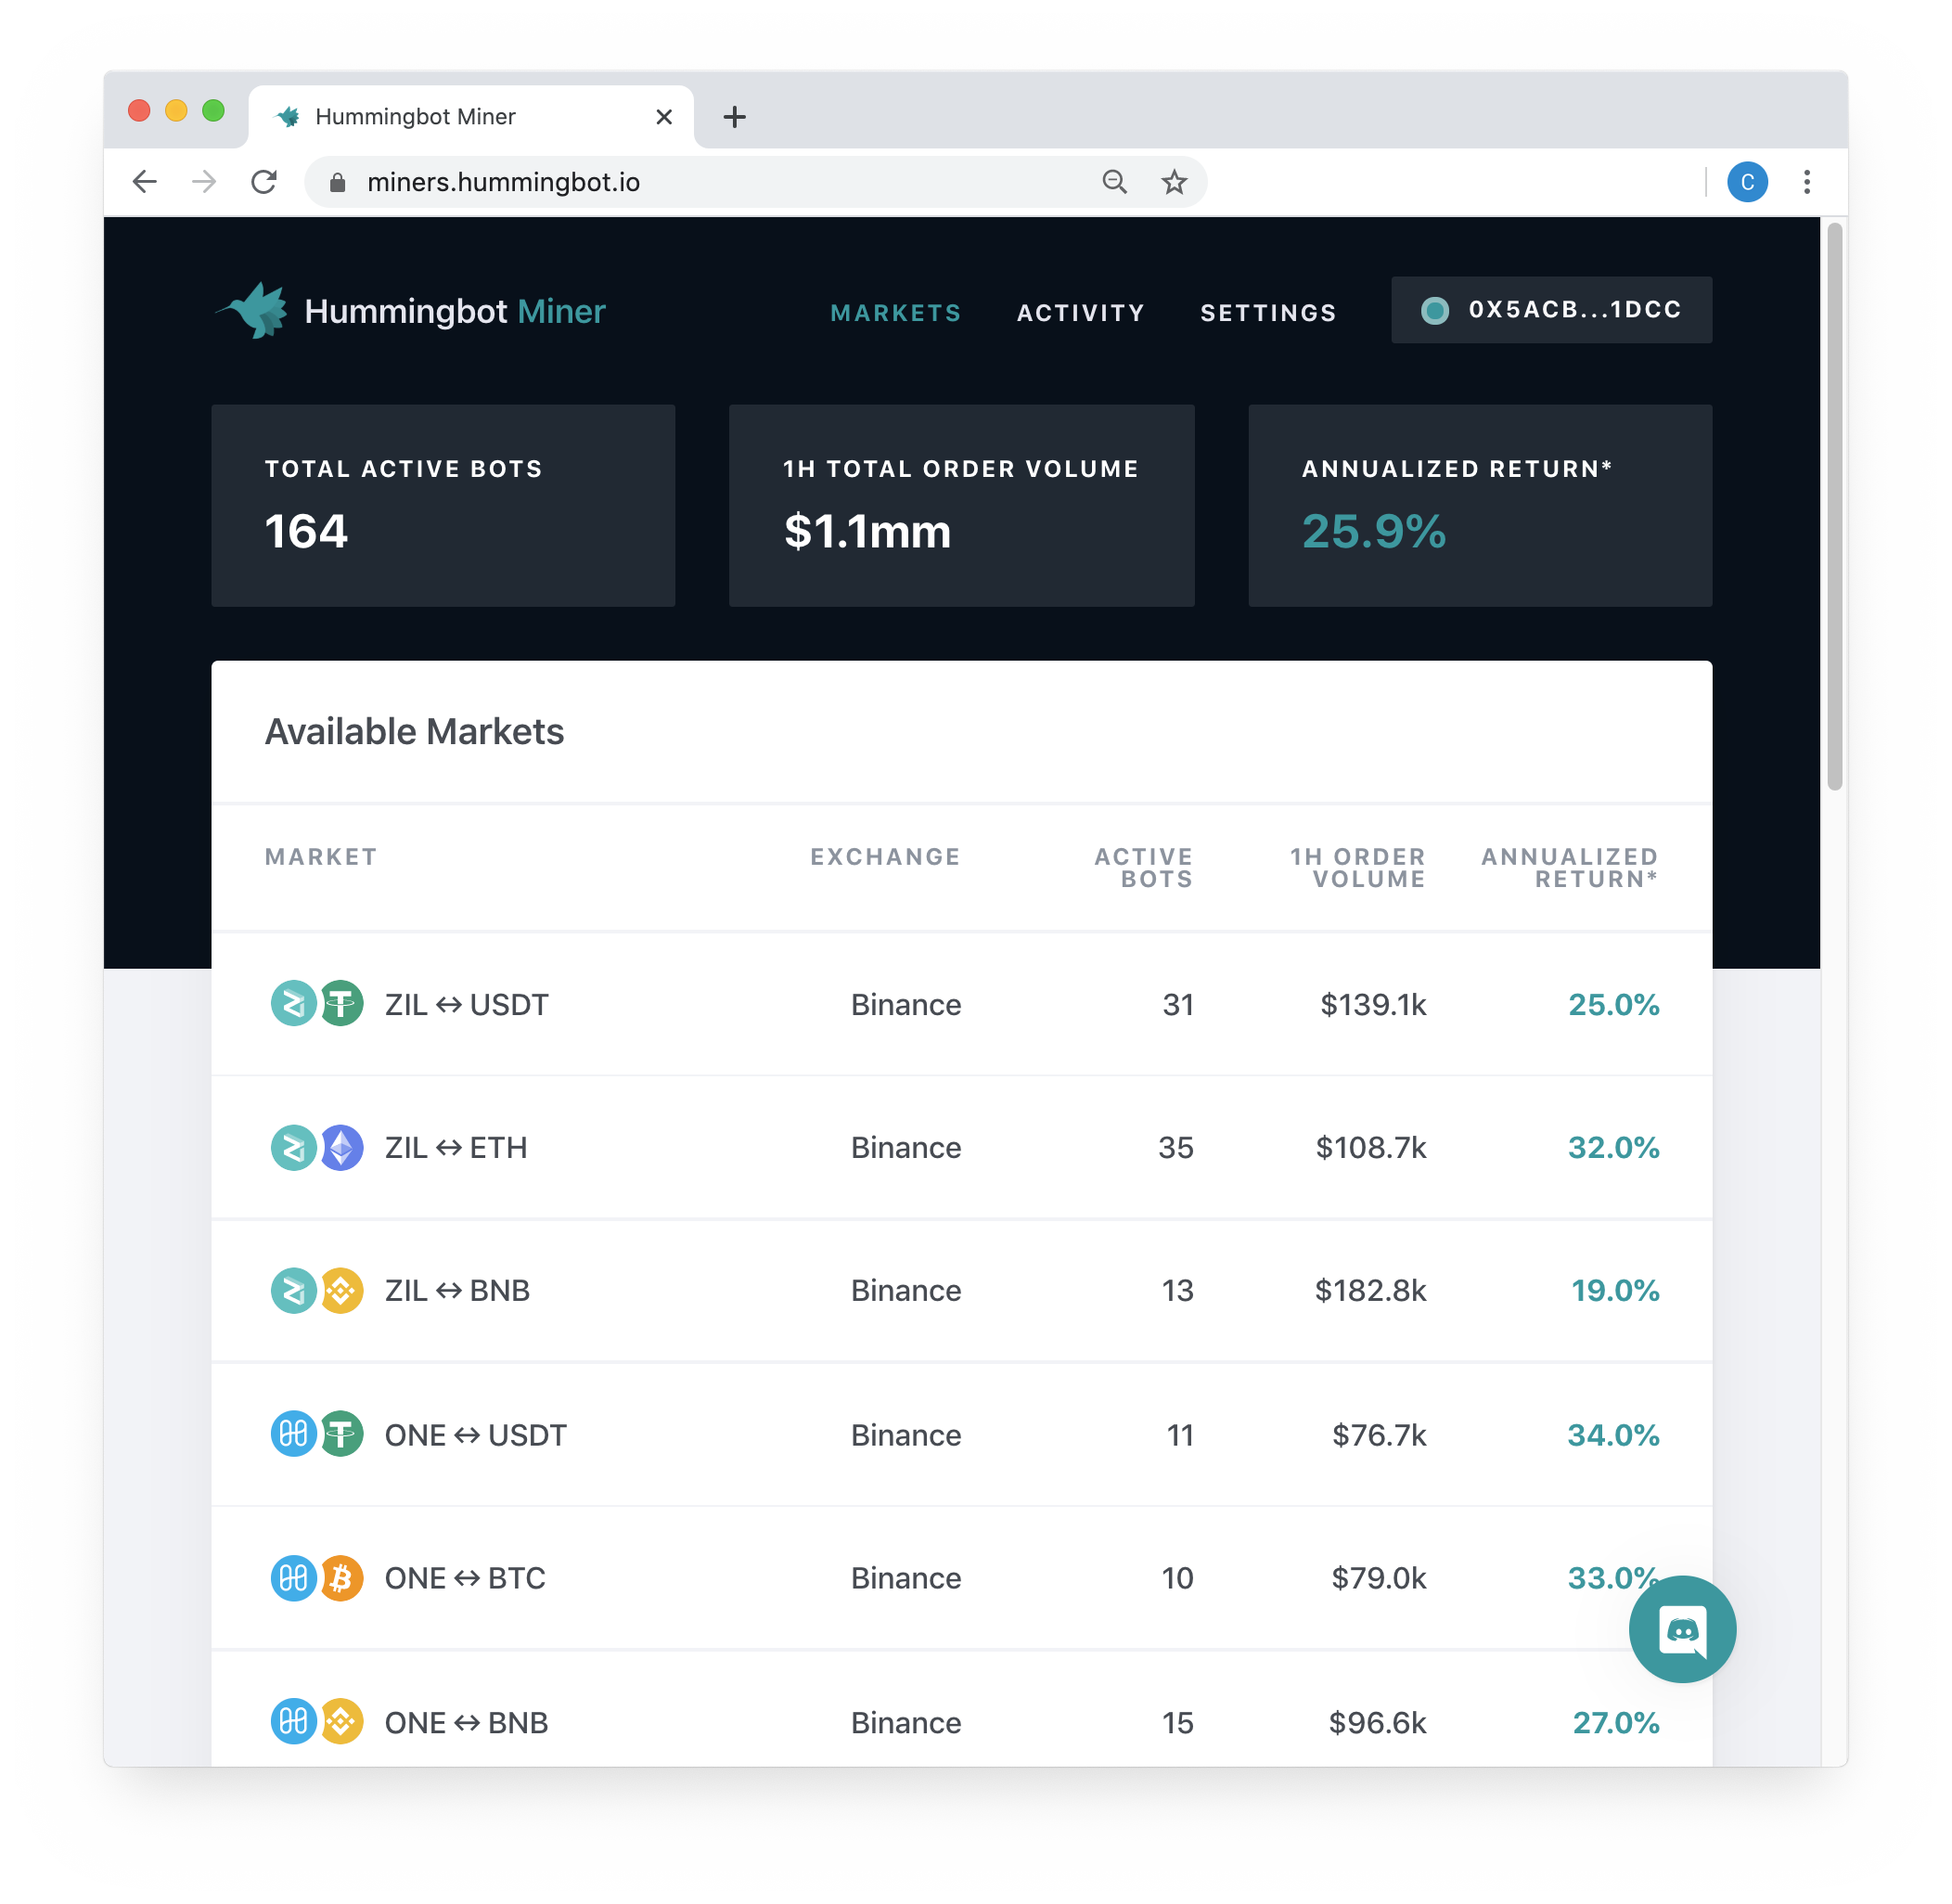 Hummingbot Miner
miners.hummingbot.io
C
Hummingbot Miner
MARKETS
ACTIVITY
SETTINGS
0X5ACB...1DCC
TOTAL ACTIVE BOTS
164
1H TOTAL ORDER VOLUME
$1.1mm
ANNUALIZED RETURN*
25.9%
Available Markets
MARKET
EXCHANGE
ACTIVE
BOTS
1H ORDER
VOLUME
ANNUALIZED
RETURN*
ZIL ↔ USDT Binance 31 $139.1k 25.0%
ZIL ↔ ETH Binance 35 $108.7k 32.0%
ZIL ↔ BNB Binance 13 $182.8k 19.0%
ONE ↔ USDT Binance 11 $76.7k 34.0%
ONE ↔ BTC Binance 10 $79.0k 33.0%
ONE ↔ BNB Binance 15 $96.6k 27.0%